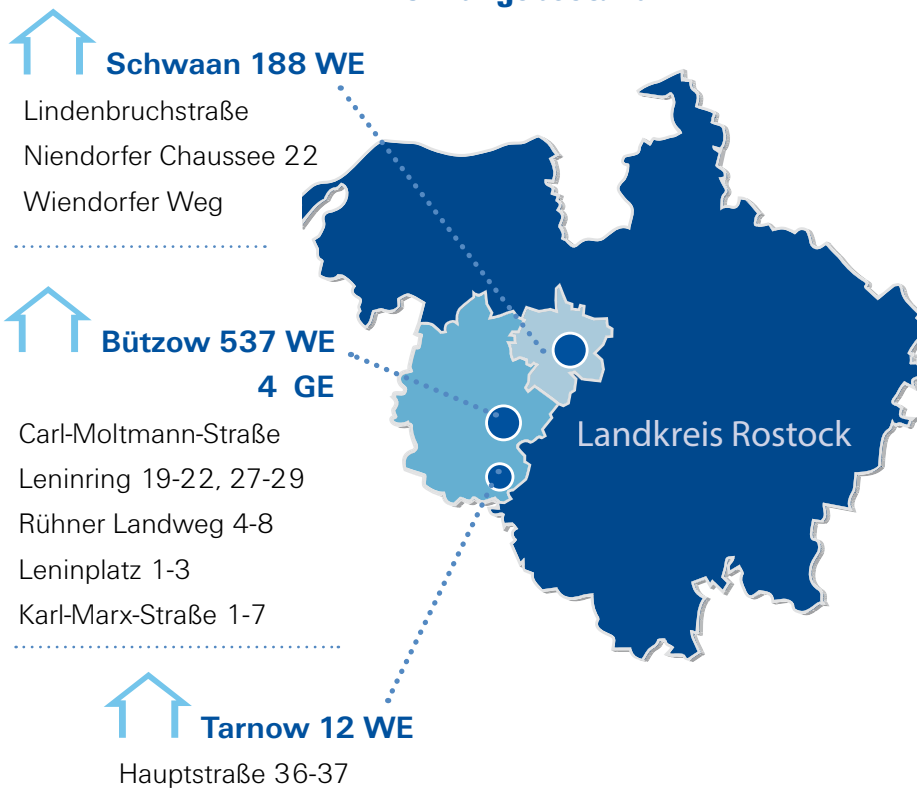 Schwaan 188 WE
Lindenbruchstraße
Niendorfer Chaussee 22
Wiendorfer Weg
Bützow 537 WE
4 GE
Carl-Moltmann-Straße
Leninring 19-22, 27-29
Rühner Landweg 4-8
Leninplatz 1-3
Karl-Marx-Straße 1-7
Landkreis Rostock
Tarnow 12 WE
Hauptstraße 36-37